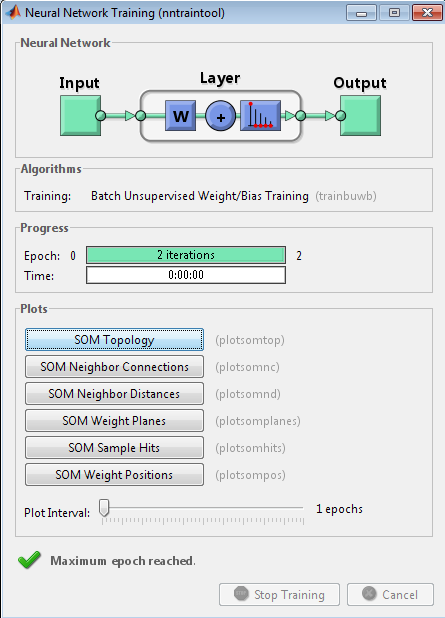 Neural Network Training (nntraintool)
Neural Network
Input Layer Output
W +
Algorithms
Training: Batch Unsupervised Weight/Bias Training (trainbuwb)
Progress
Epoch: 0 2 iterations 2
Time: 0:00:00
Plots
SOM Topology (plotsomtop)
SOM Neighbor Connections (plotsomnc)
SOM Neighbor Distances (plotsomnd)
SOM Weight Planes (plotsomplanes)
SOM Sample Hits (plotsomhits)
SOM Weight Positions (plotsompos)
Plot Interval: 1 epochs
Maximum epoch reached.
Stop Training Cancel